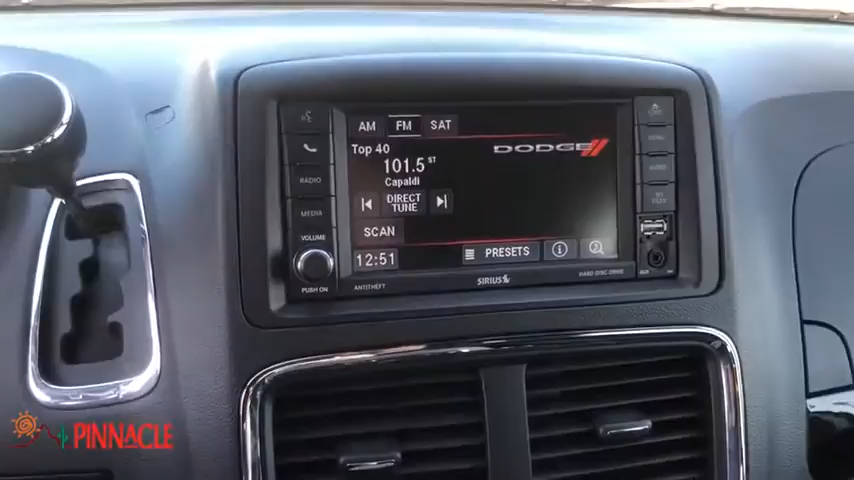 AM FM SAT
Top 40
101.5 ST
Capaldi
DIRECT
TUNE
SCAN
12:51
PRESETS
DODGE
RADIO
MEDIA
VOLUME
PUSH ON
ANTITHEFT
SIRIUS
HARD DISC DRIVE
PINNACLE